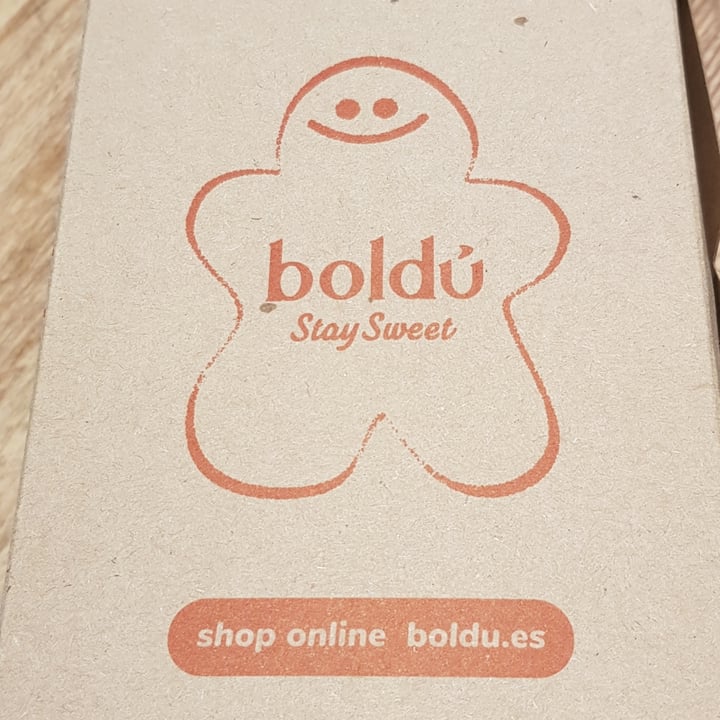 boldú
Stay Sweet
shop online boldu.es